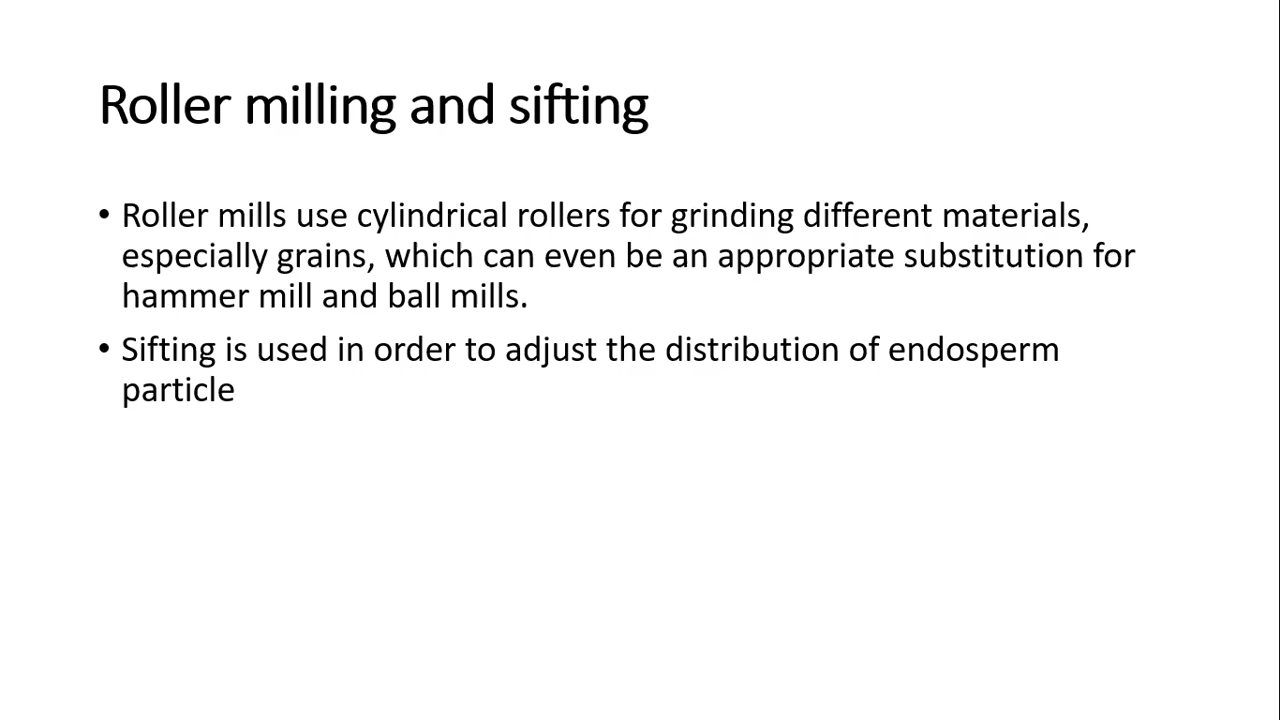 Roller milling and sifting
• Roller mills use cylindrical rollers for grinding different materials,
especially grains, which can even be an appropriate substitution for
hammer mill and ball mills.
• Sifting is used in order to adjust the distribution of endosperm
particle